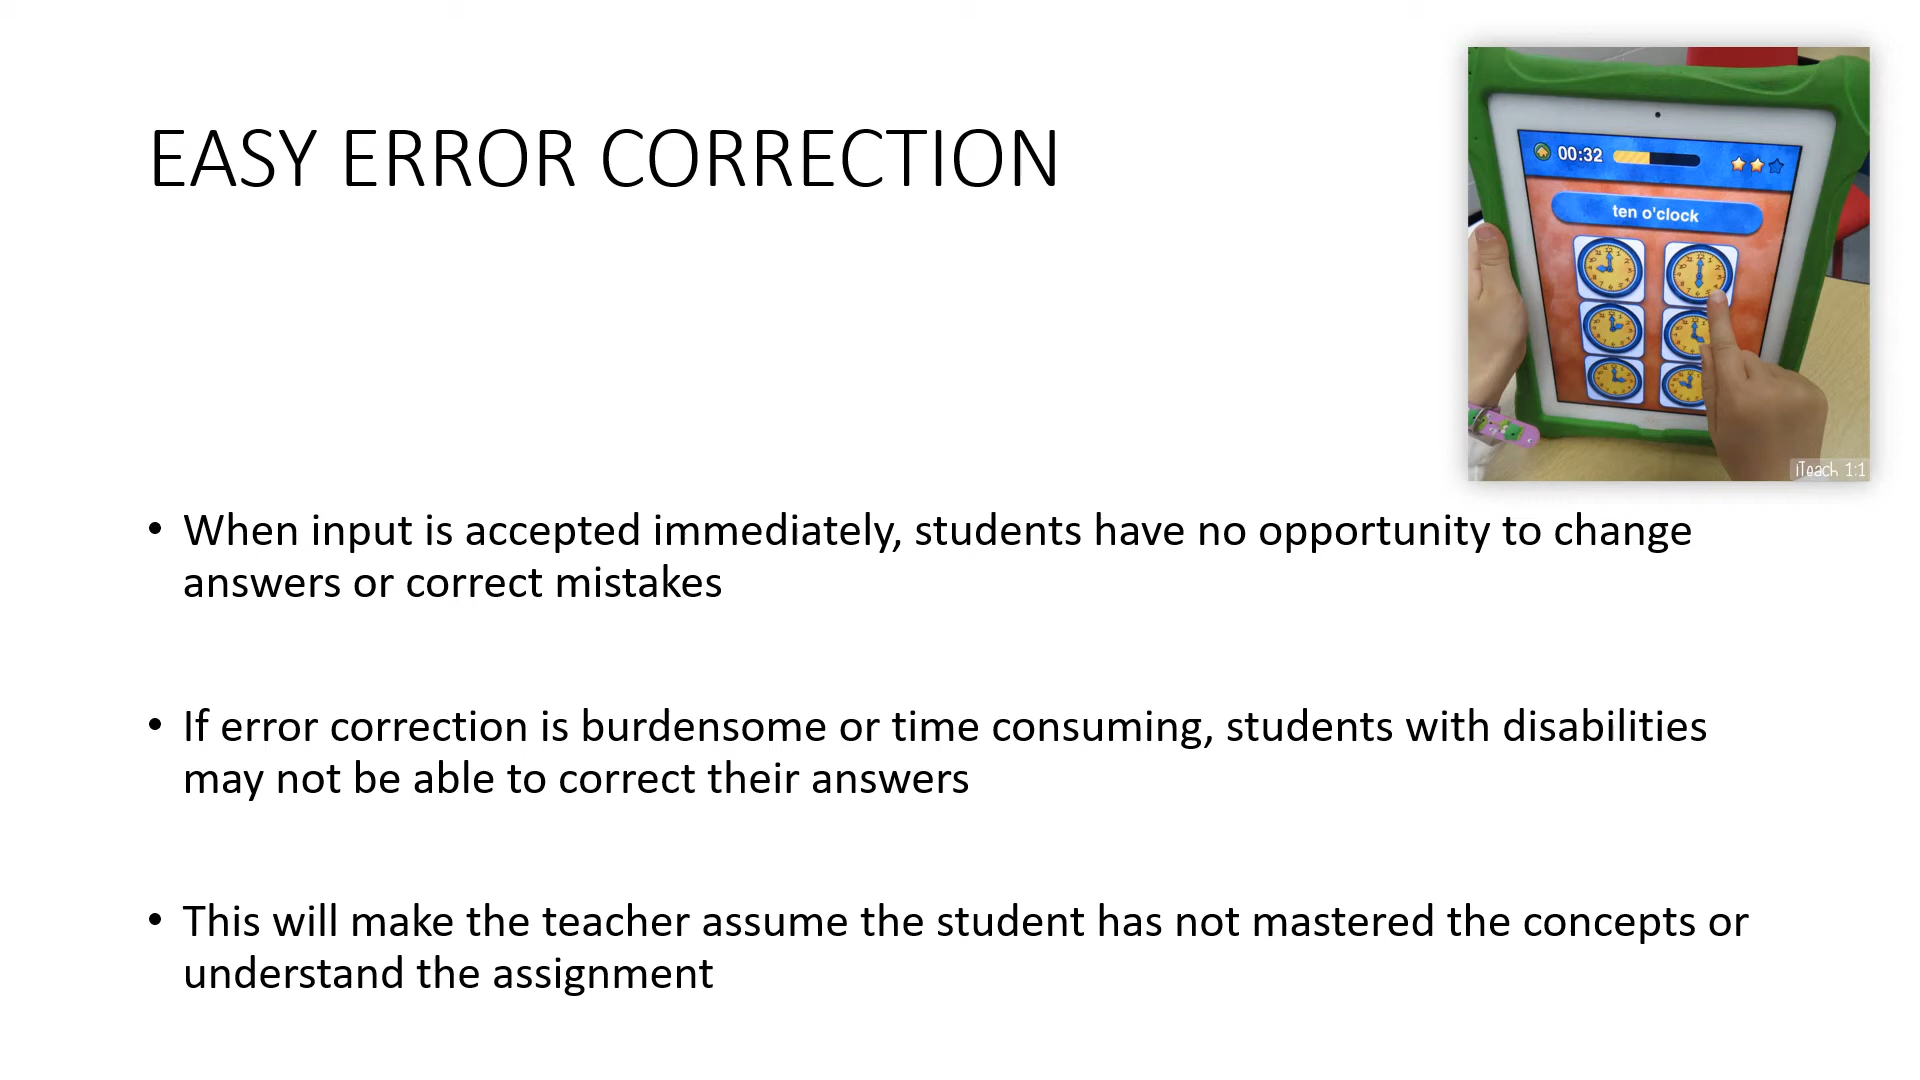 EASY ERROR CORRECTION
00:32
ten o'clock
iTeach 1:1
• When input is accepted immediately, students have no opportunity to change
answers or correct mistakes
• If error correction is burdensome or time consuming, students with disabilities
may not be able to correct their answers
• This will make the teacher assume the student has not mastered the concepts or
understand the assignment